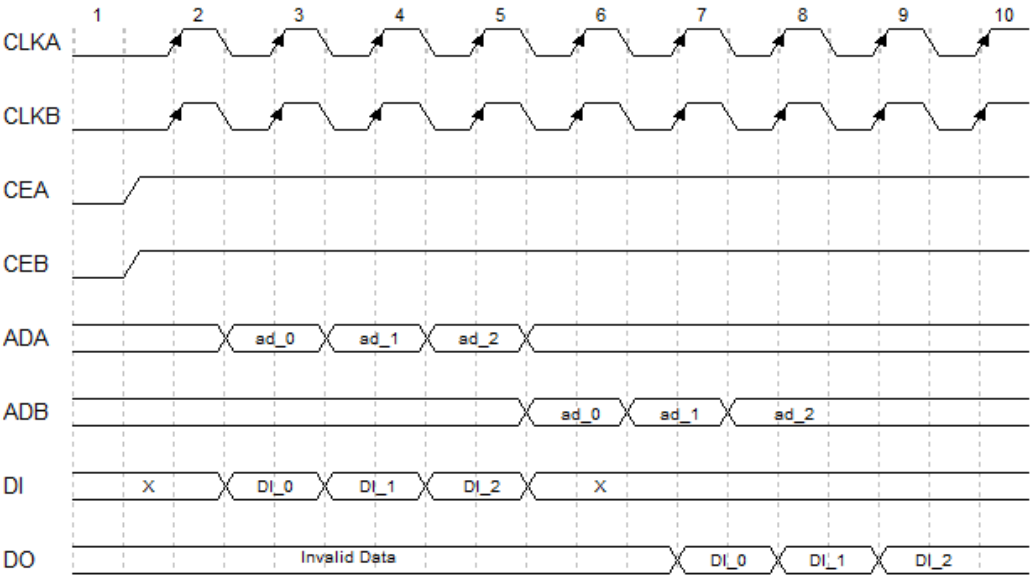 1 2 3 4 5 6 7 8 9 10
CLKA
CLKB
CEA
CEB
ADA ad_0 ad_1 ad_2
ADB ad_0 ad_1 ad_2
DI X DI_0 DI_1 DI_2 X
DO Invalid Data DI_0 DI_1 DI_2